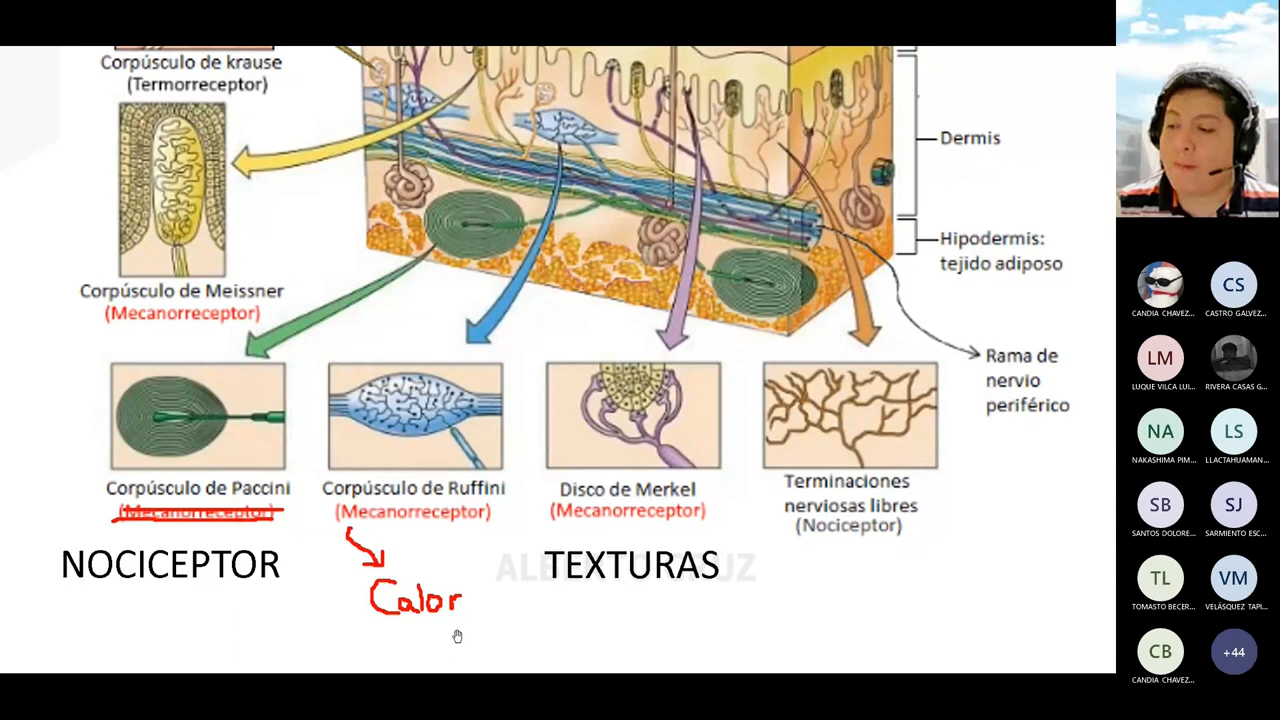 Corpúsculo de krause
(Termorreceptor)
Dermis
Hipodermis:
tejido adiposo
Corpúsculo de Meissner
(Mecanorreceptor)
Rama de
nervio
periférico
Corpúsculo de Paccini
(Mecanorreceptor)
Corpúsculo de Ruffini
(Mecanorreceptor)
Disco de Merkel
(Mecanorreceptor)
Terminaciones
nerviosas libres
(Nociceptor)
NOCICEPTOR
TEXTURAS
Calor
CANDIA CHAVEZ...
CS
CASTRO GALVEZ...
LM
LUQUE VILCA LUI...
RIVERA CASAS G...
NA
NAKASHIMA PIM...
LS
LLACTAHUAMAN...
SB
SANTOS DOLORE...
SJ
SARMIENTO ESC...
TL
TOMASTO BECER...
VM
VELÁSQUEZ TAPI...
CB
CANDIA CHAVEZ...
+44